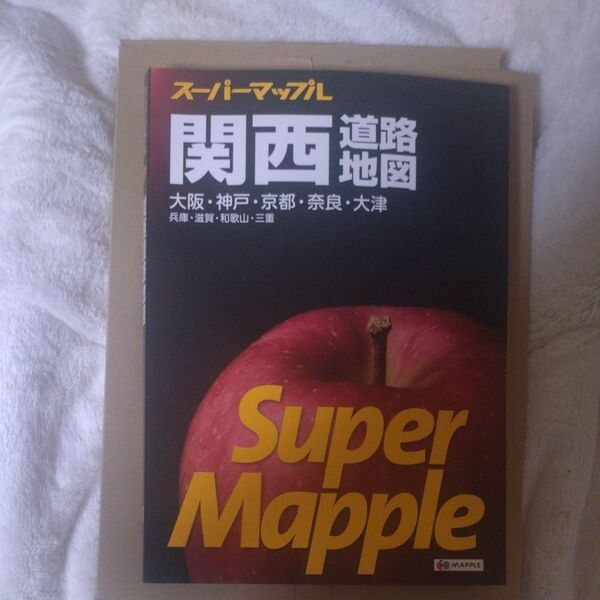 スーパーマップル
関西道路地図
大阪・神戸・京都・奈良・大津
兵庫・滋賀・和歌山・三重
Super
Mapple
MAPPLE